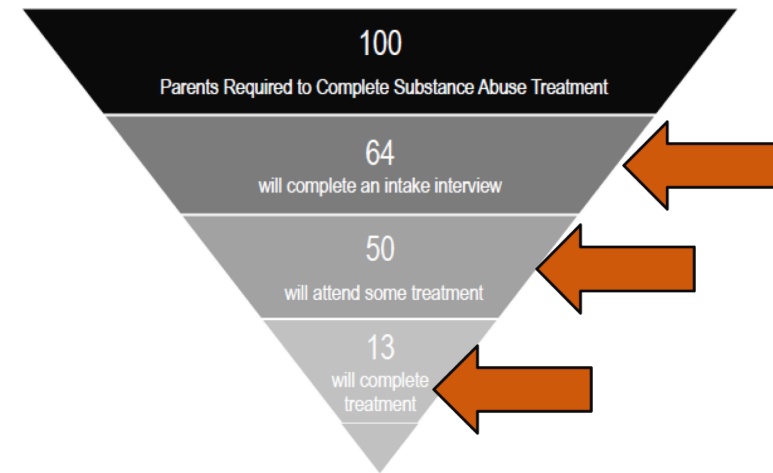 100
Parents Required to Complete Substance Abuse Treatment
64
will complete an intake interview
50
will attend some treatment
13
will complete
treatment